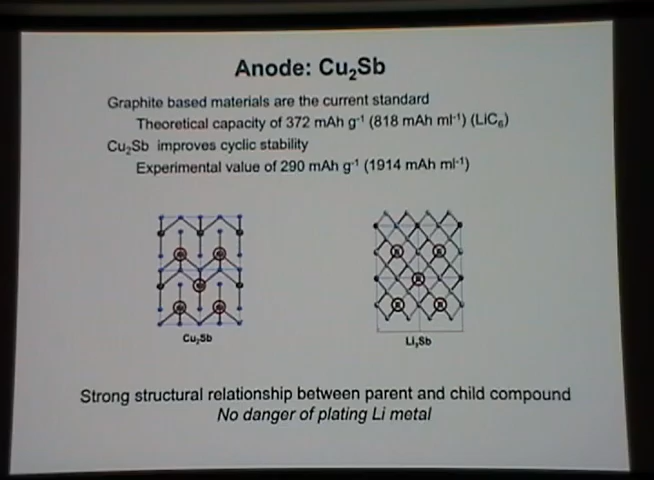 Anode: Cu₂Sb
Graphite based materials are the current standard
Theoretical capacity of 372 mAh g⁻¹ (818 mAh ml⁻¹) (LiC₆)
Cu₂Sb improves cyclic stability
Experimental value of 290 mAh g⁻¹ (1914 mAh ml⁻¹)
Cu₂Sb
Li₃Sb
Strong structural relationship between parent and child compound
No danger of plating Li metal